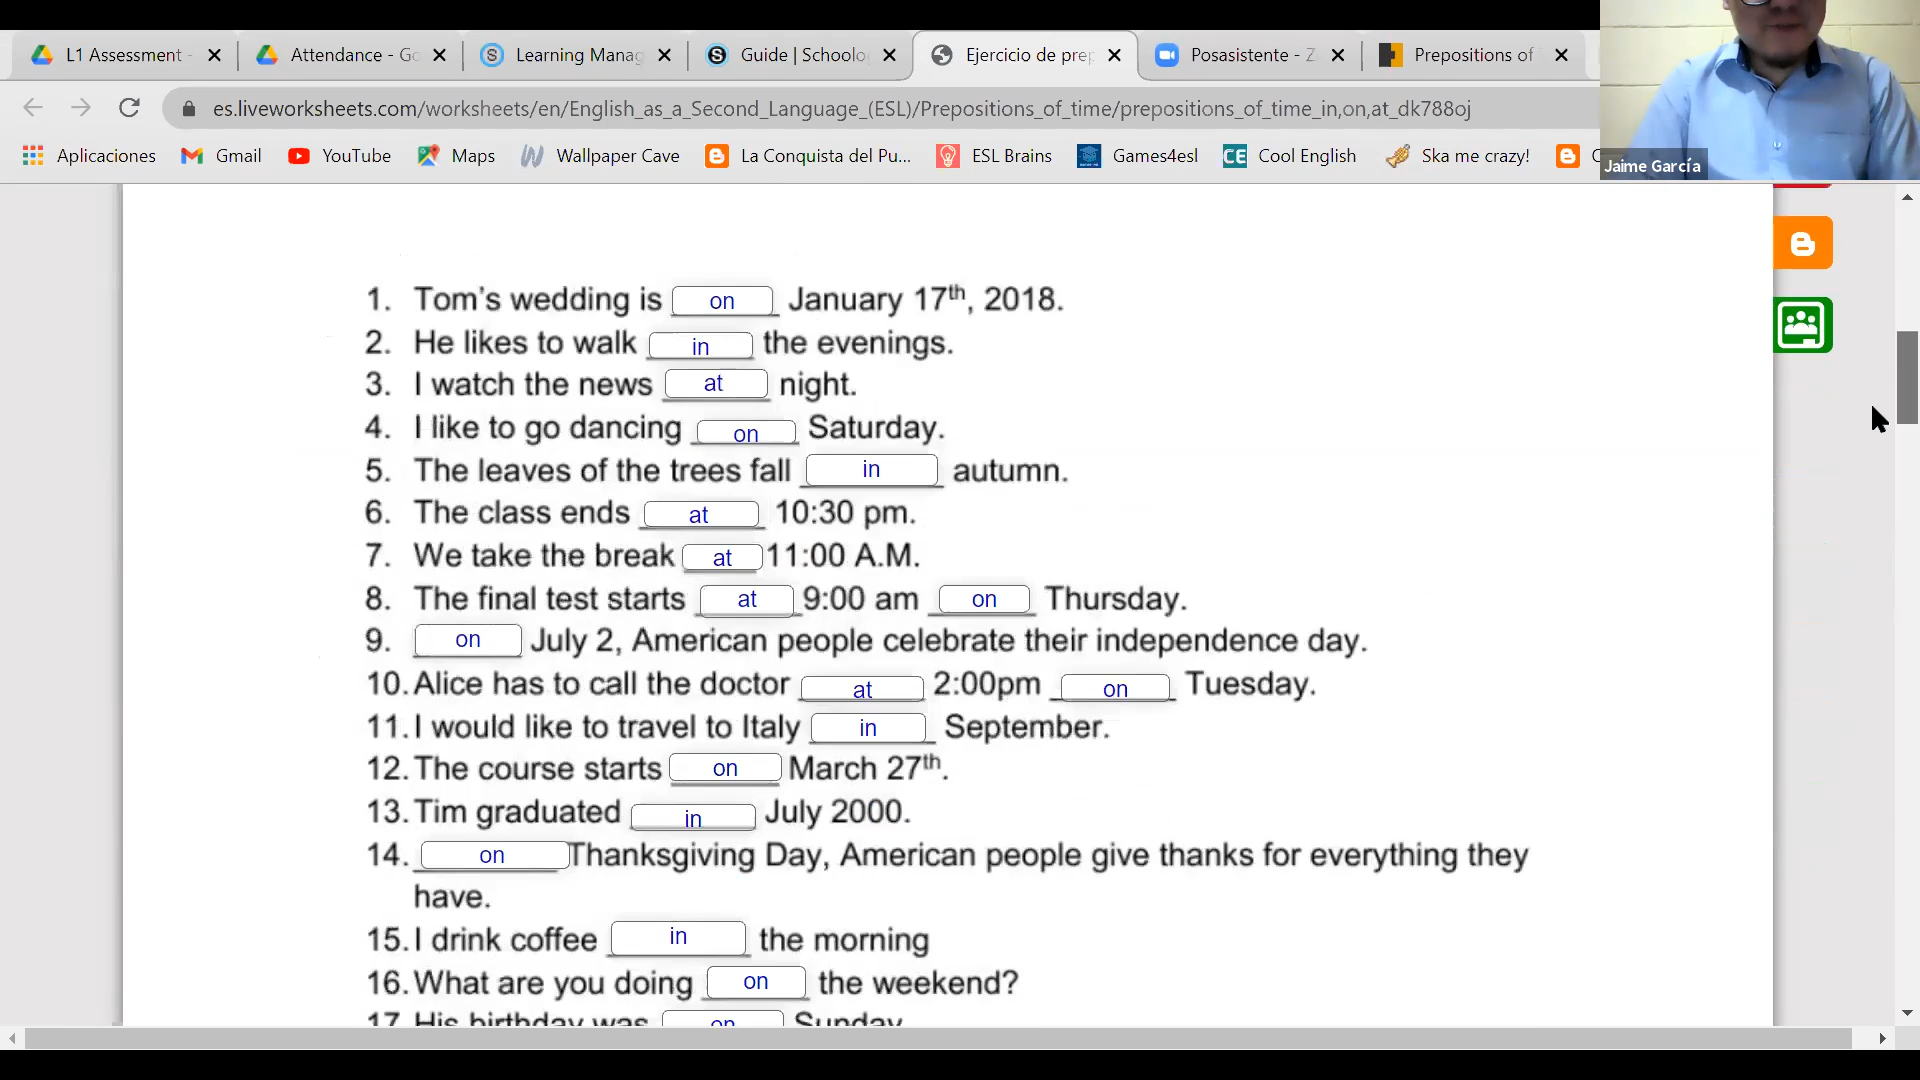 L1 Assessment -
Attendance - Go
Learning Manag
Guide | Schoolo
Ejercicio de prep
Posasistente - Z
Prepositions of
es.liveworksheets.com/worksheets/en/English_as_a_Second_Language_(ESL)/Prepositions_of_time/prepositions_of_time_in,on,at_dk788oj
Aplicaciones
Gmail
YouTube
Maps
Wallpaper Cave
La Conquista del Pu...
ESL Brains
Games4esl
CE Cool English
Ska me crazy!
Jaime García
1. Tom's wedding is on January 17th, 2018.
2. He likes to walk in the evenings.
3. I watch the news at night.
4. I like to go dancing on Saturday.
5. The leaves of the trees fall in autumn.
6. The class ends at 10:30 pm.
7. We take the break at 11:00 A.M.
8. The final test starts at 9:00 am on Thursday.
9. on July 2, American people celebrate their independence day.
10. Alice has to call the doctor at 2:00pm on Tuesday.
11. I would like to travel to Italy in September.
12. The course starts on March 27th.
13. Tim graduated in July 2000.
14. on Thanksgiving Day, American people give thanks for everything they
have.
15. I drink coffee in the morning
16. What are you doing on the weekend?
17. His birthday was on Sunday